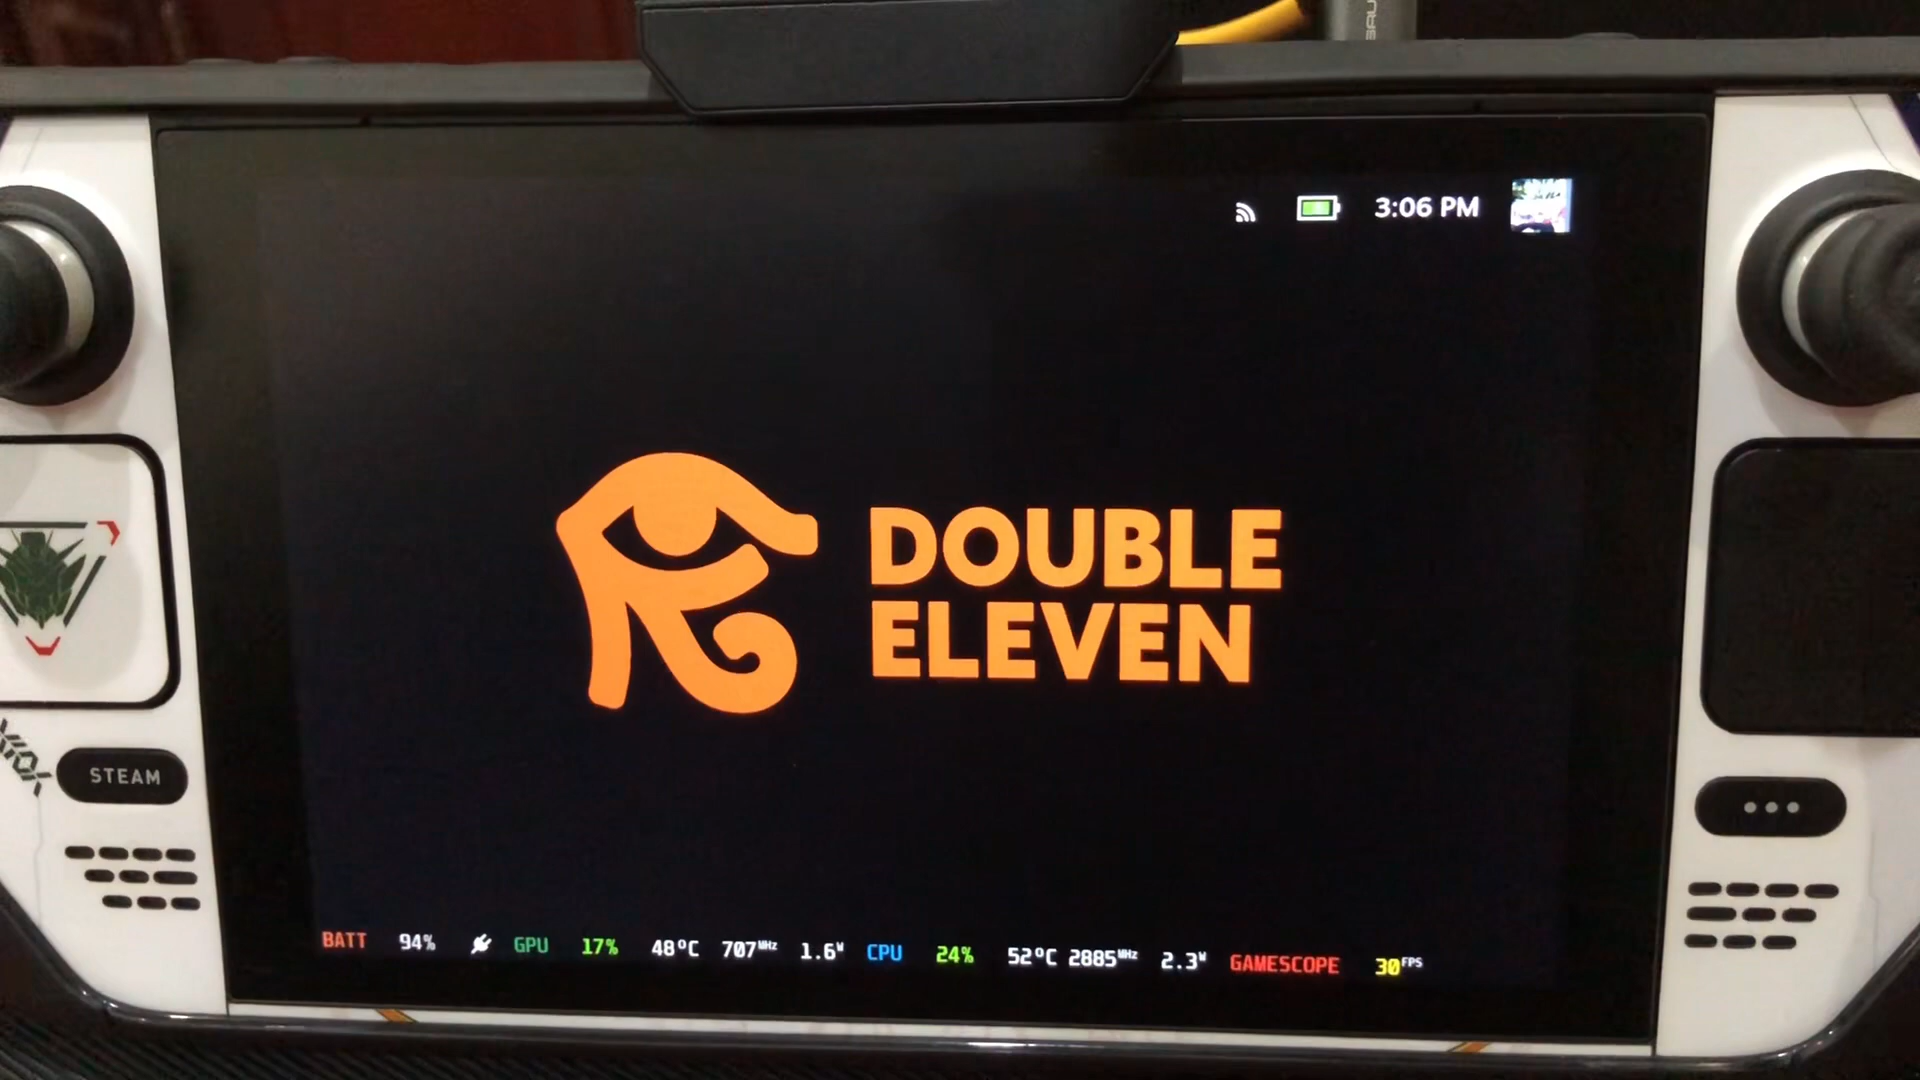 3:06 PM
DOUBLE
ELEVEN
STEAM
BATT 94% GPU 17% 48°C 707MHz 1.6W CPU 24% 52°C 2885MHz 2.3W GAMESCOPE 30FPS